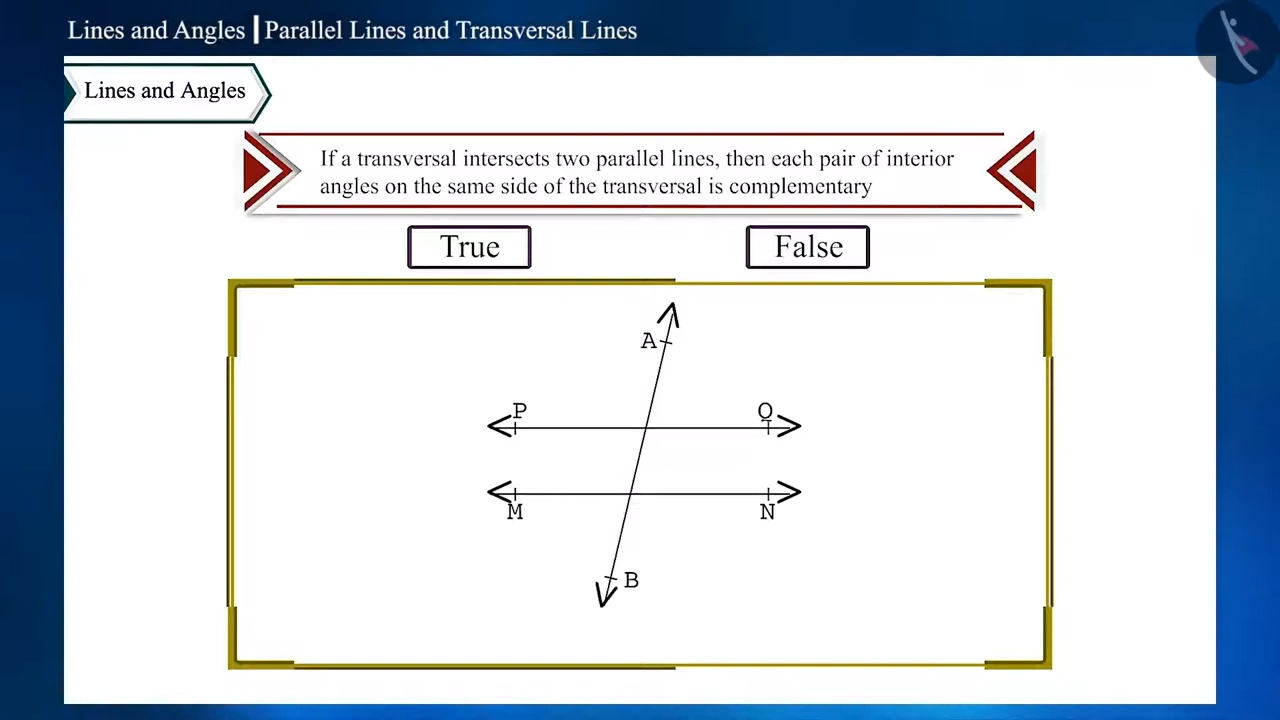 Lines and Angles | Parallel Lines and Transversal Lines
Lines and Angles
If a transversal intersects two parallel lines, then each pair of interior
angles on the same side of the transversal is complementary
True False
A
P Q
M N
B